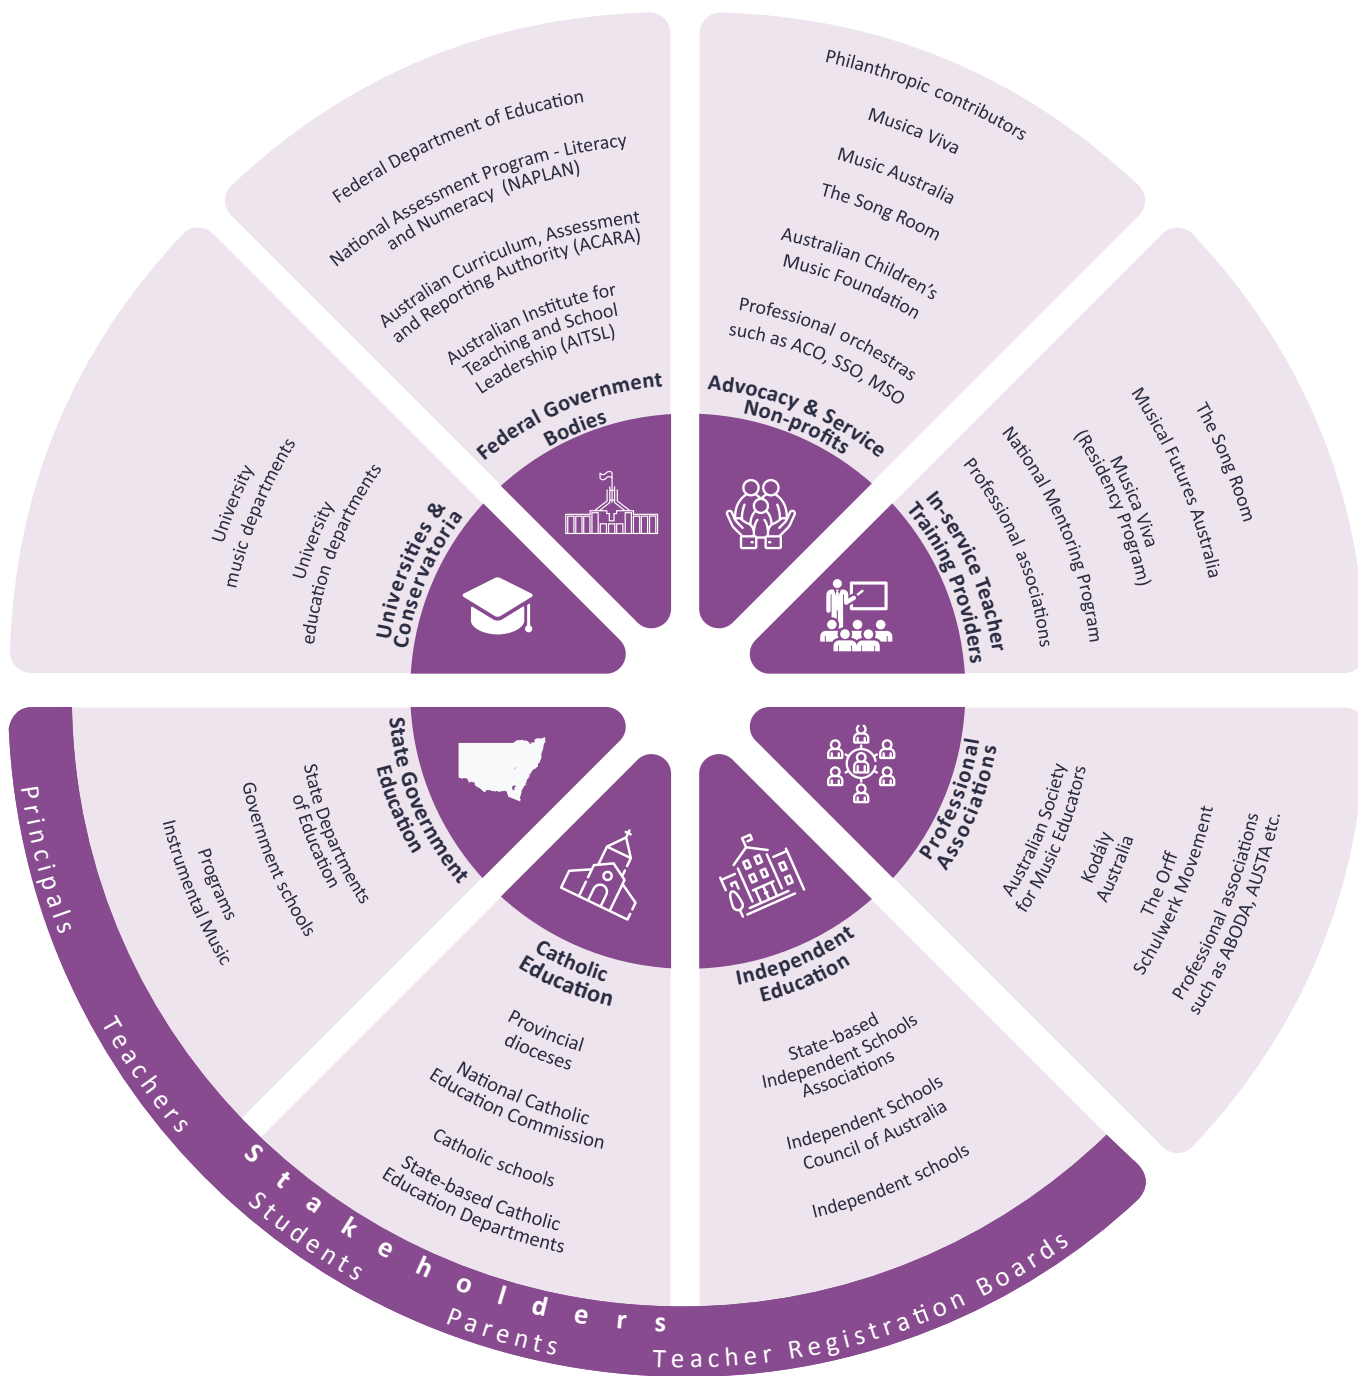 Federal Department of Education
National Assessment Program - Literacy
and Numeracy (NAPLAN)
Australian Curriculum, Assessment
and Reporting Authority (ACARA)
Australian Institute for
Teaching and School
Leadership (AITSL)
Federal Government
Bodies
Philanthropic contributors
Musica Viva
Music Australia
The Song Room
Australian Children's
Music Foundation
Professional orchestras
such as ACO, SSO, MSO
Advocacy & Service
Non-profits
The Song Room
Musical Futures Australia
Musica Viva
(Residency Program)
National Mentoring Program
Professional associations
In-service Teacher
Training Providers
Professional
Associations
Australian Society
for Music Educators
Kodály
Australia
The Orff
Schulwerk Movement
Professional associations
such as ABODA, AUSTA etc.
Independent
Education
State-based
Independent Schools
Associations
Independent Schools
Council of Australia
Independent schools
Catholic
Education
Provincial
dioceses
National Catholic
Education Commission
Catholic schools
State-based Catholic
Education Departments
State Government
Education
State Departments
of Education
Government schools
Programs
Instrumental Music
University
music departments
University
education departments
Universities &
Conservatoria
Principals
Teachers
Stakeholders
Students
Parents
Teacher Registration Boards